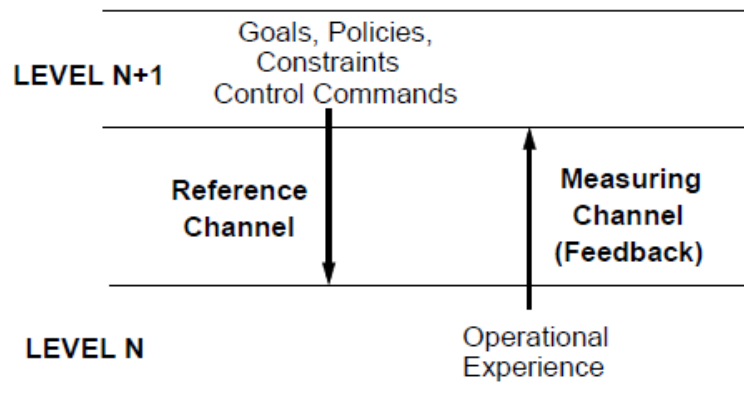 Goals, Policies,
Constraints
LEVEL N+1
Control Commands
Reference
Channel
Measuring
Channel
(Feedback)
LEVEL N
Operational
Experience